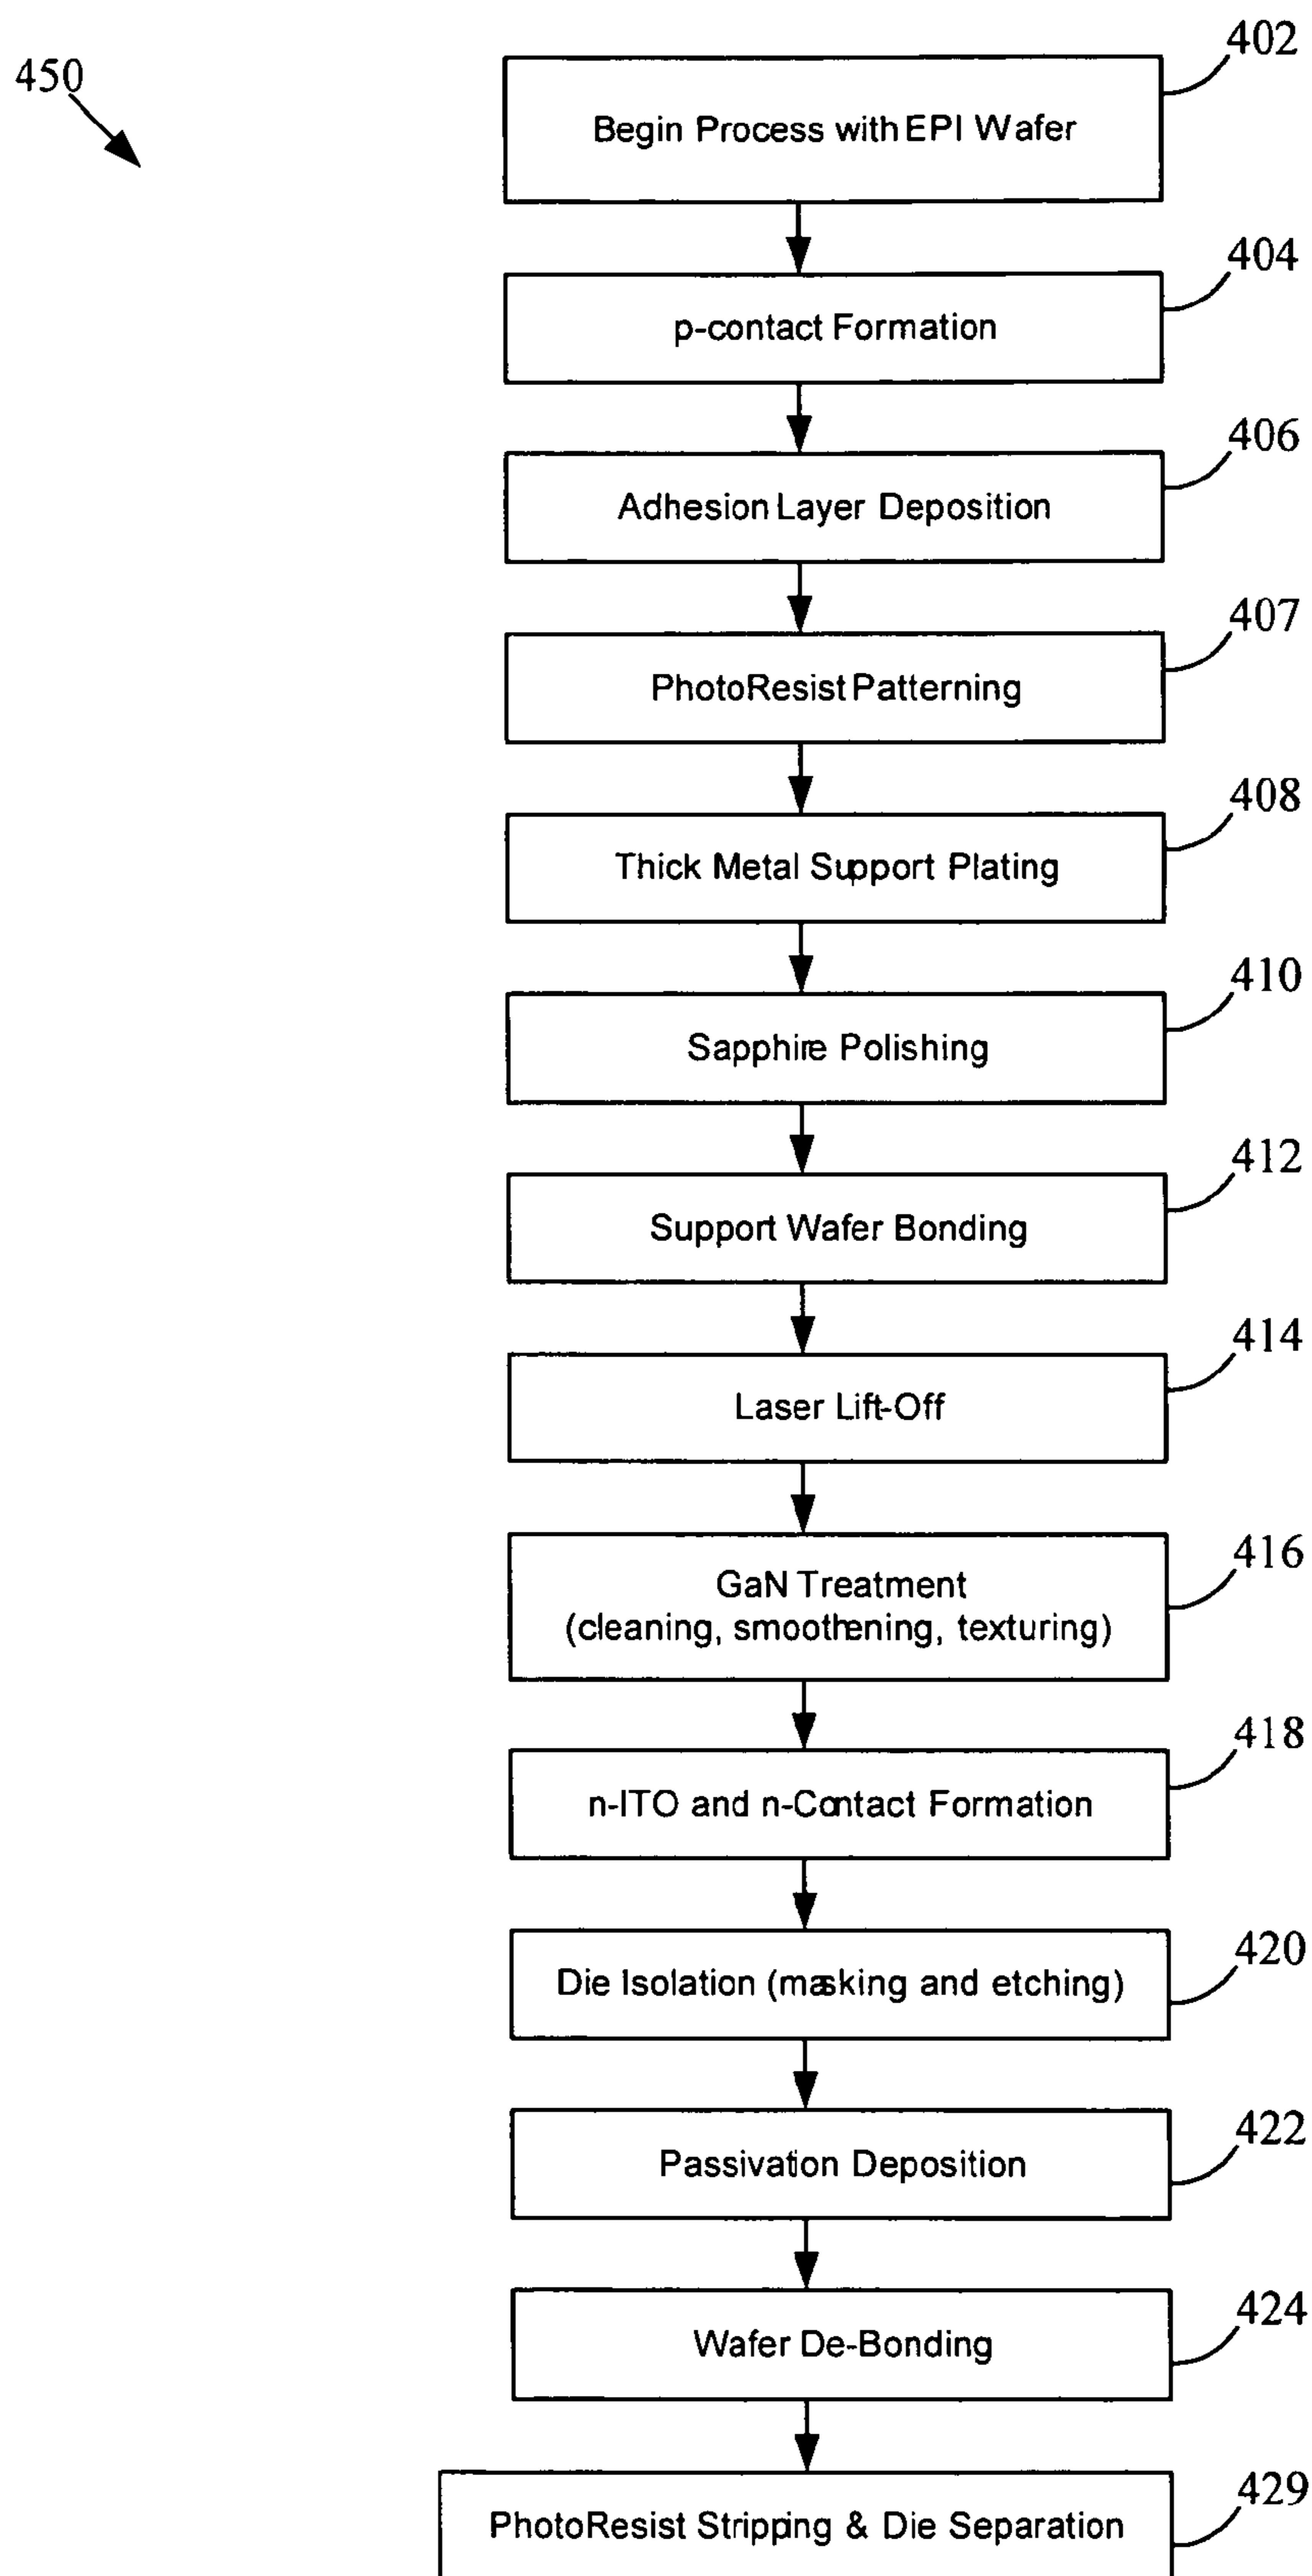 450
402
Begin Process with EPI Wafer
404
p-contact Formation
406
Adhesion Layer Deposition
407
PhotoResist Patterning
408
Thick Metal Support Plating
410
Sapphire Polishing
412
Support Wafer Bonding
414
Laser Lift-Off
416
GaN Treatment
(cleaning, smoothening, texturing)
418
n-ITO and n-Contact Formation
420
Die Isolation (masking and etching)
422
Passivation Deposition
424
Wafer De-Bonding
429
PhotoResist Stripping & Die Separation